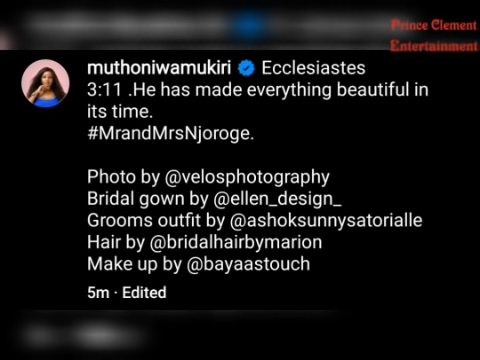 Prince Clement
Entertainment
muthoniwamukiri Ecclesiastes
3:11 .He has made everything beautiful in
its time.
#MrandMrsNjoroge.
Photo by @velosphotography
Bridal gown by @ellen_design_
Grooms outfit by @ashoksunnysatorialle
Hair by @bridalhairbymarion
Make up by @bayaastouch
5m · Edited